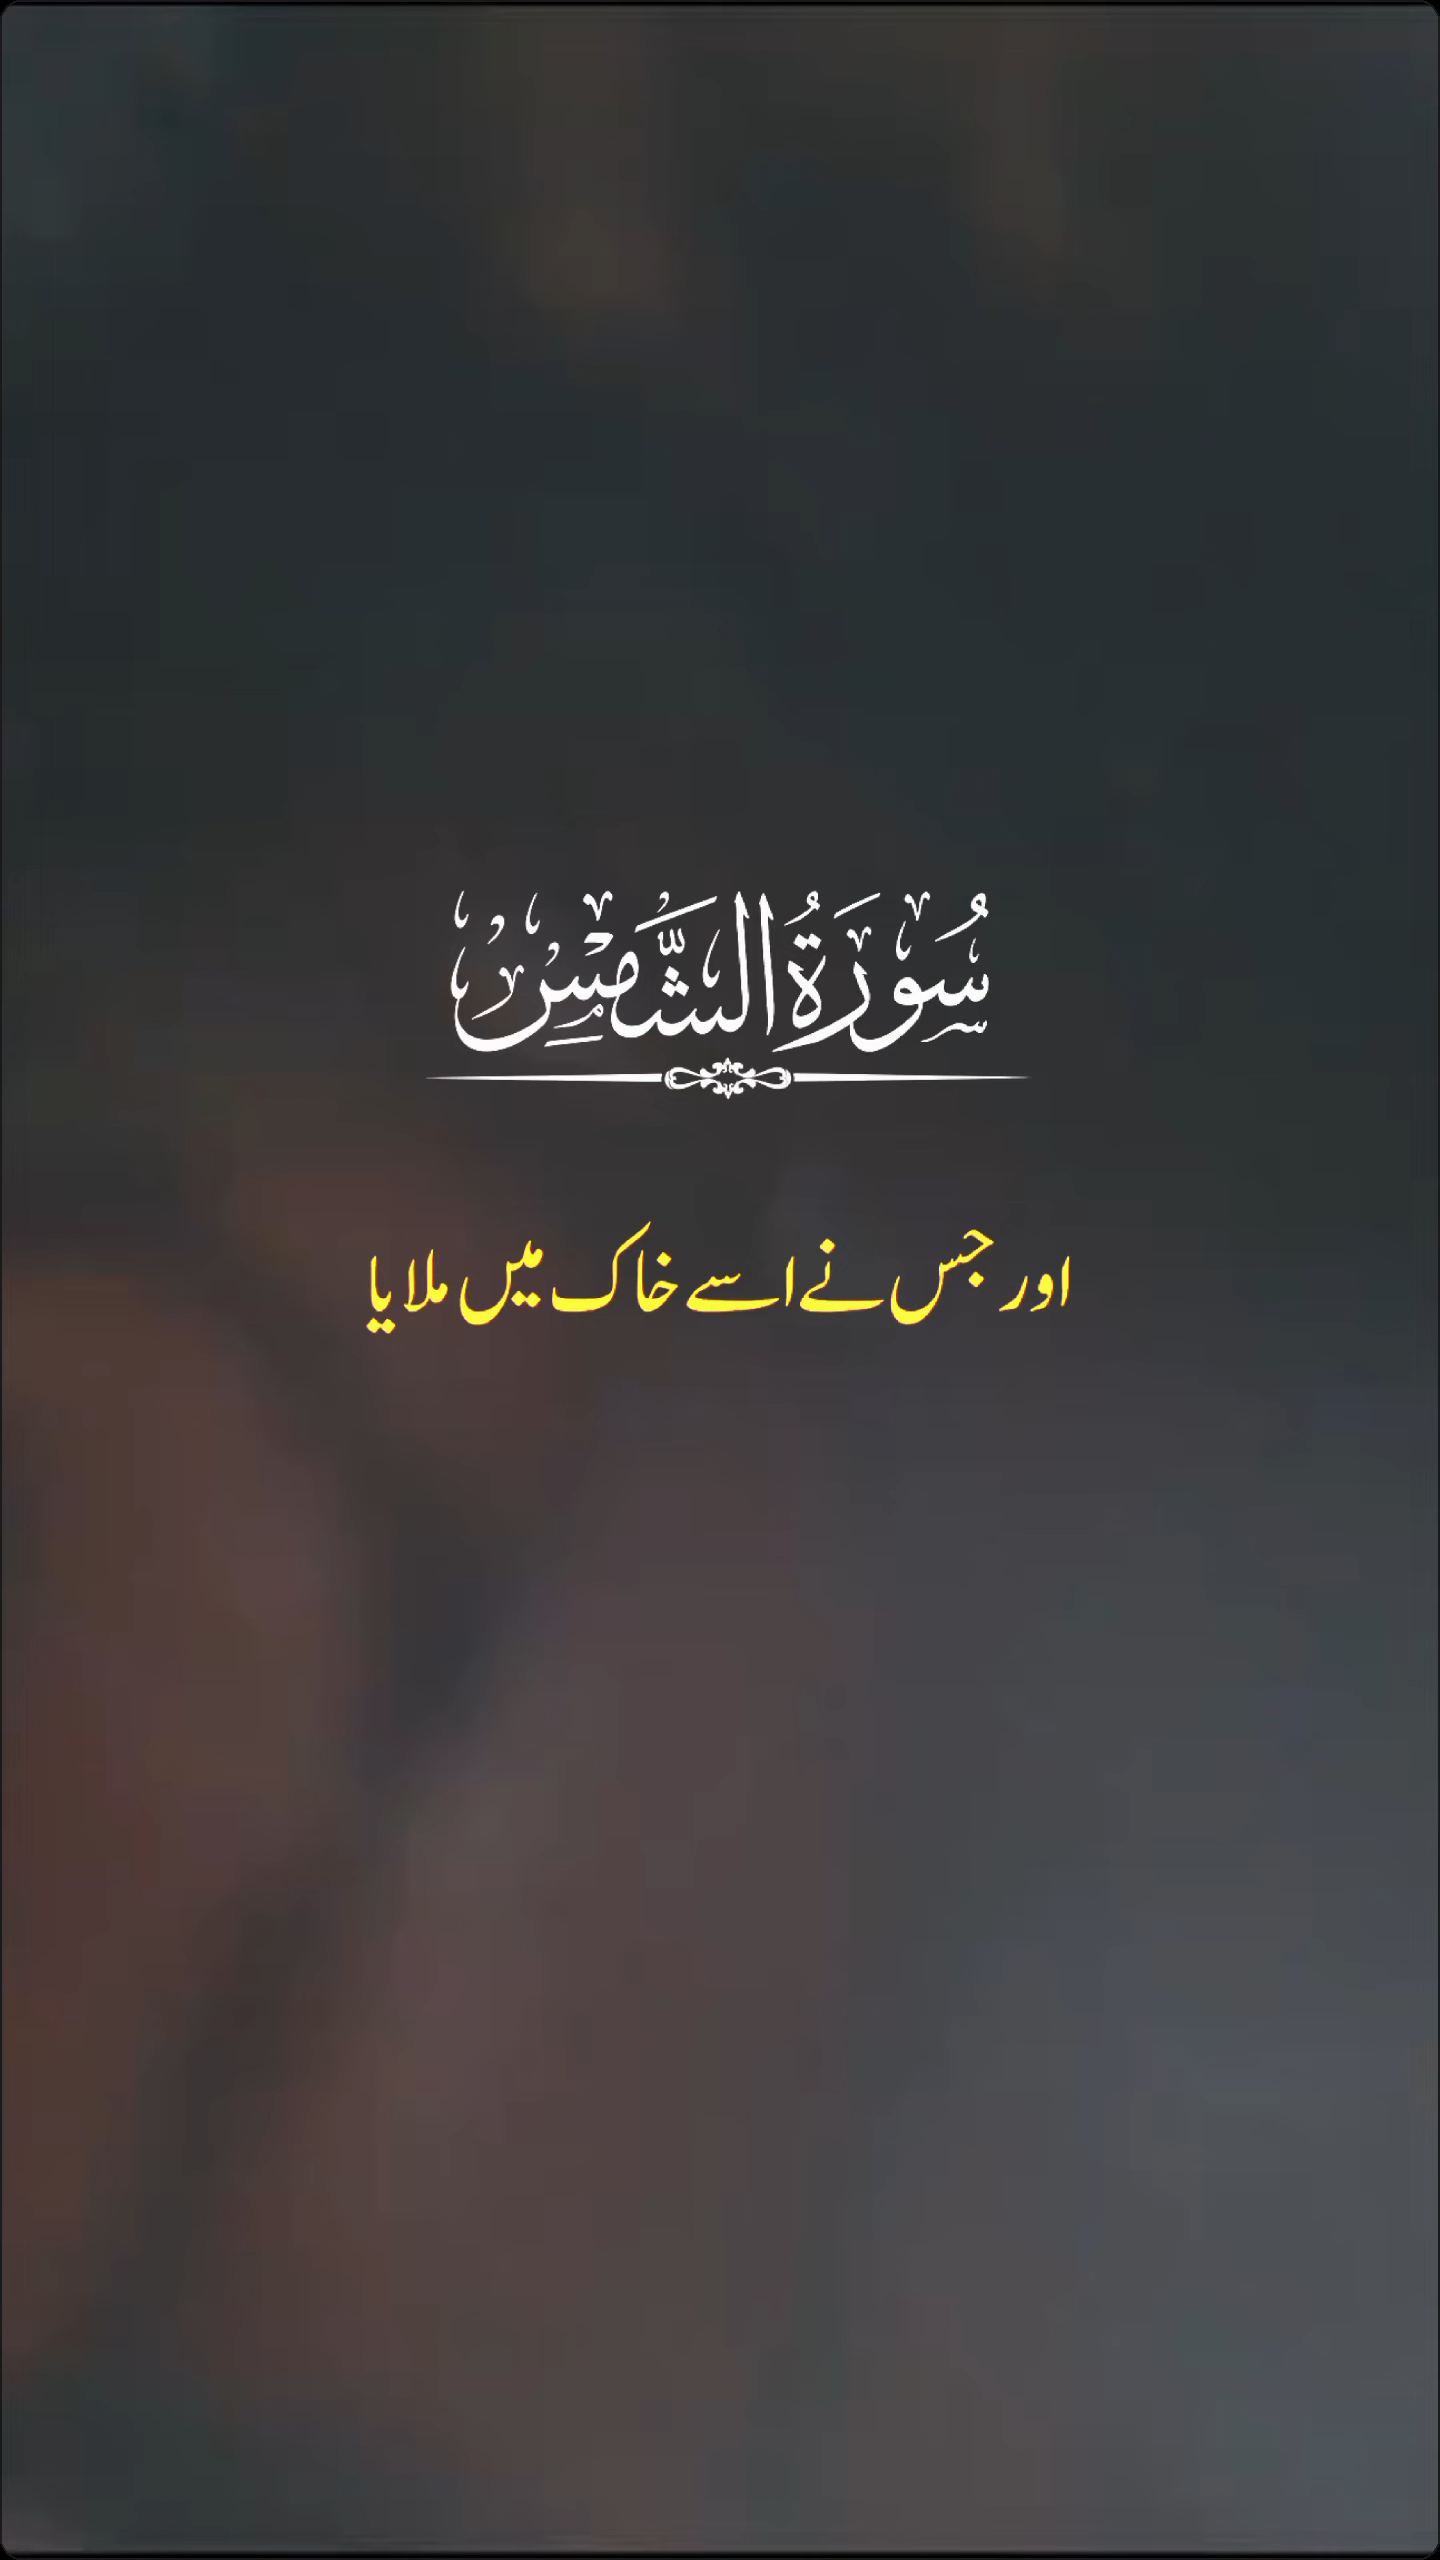 سُورَةُ الشَّمْسِ
اور جس نے اسے خاک میں ملایا